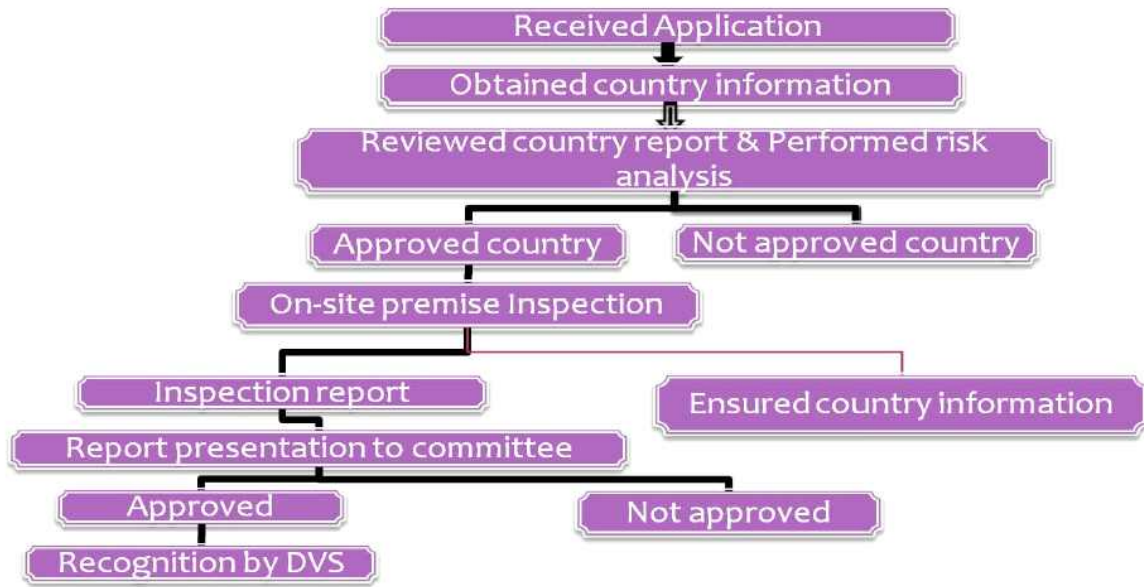 Received Application
Obtained country information
Reviewed country report & Performed risk
analysis
Approved country
Not approved country
On-site premise Inspection
Inspection report
Ensured country information
Report presentation to committee
Approved
Not approved
Recognition by DVS